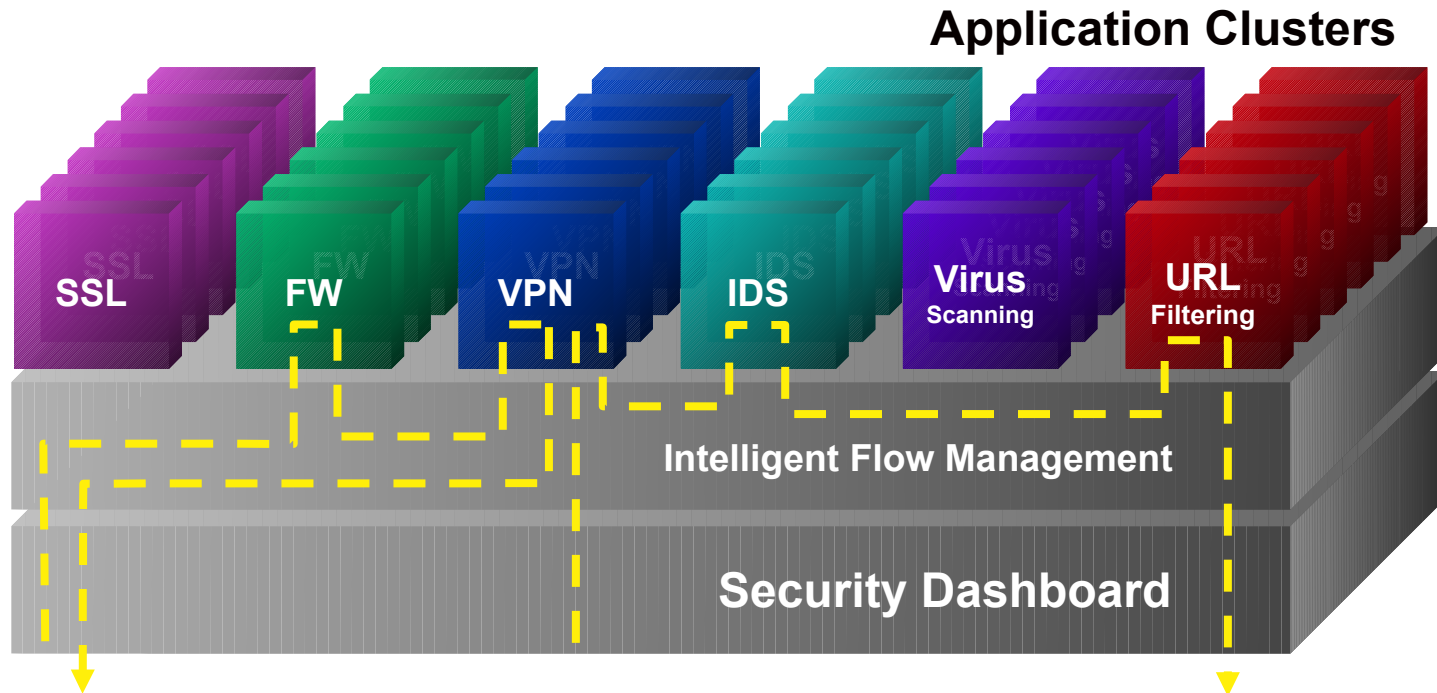 Application Clusters
SSL
FW
VPN
IDS
Virus
Scanning
URL
Filtering
Intelligent Flow Management
Security Dashboard